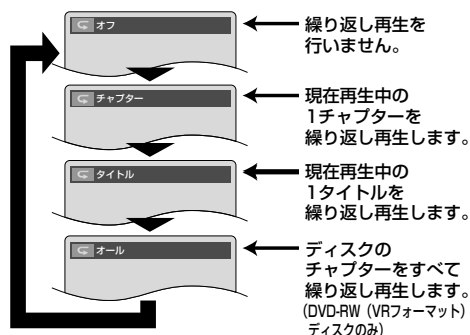 オフ
繰り返し再生を
行いません。
チャプター
現在再生中の
1チャプターを
繰り返し再生します。
タイトル
現在再生中の
1タイトルを
繰り返し再生します。
オール
ディスクの
チャプターをすべて
繰り返し再生します。
(DVD-RW (VRフォーマット)
ディスクのみ)